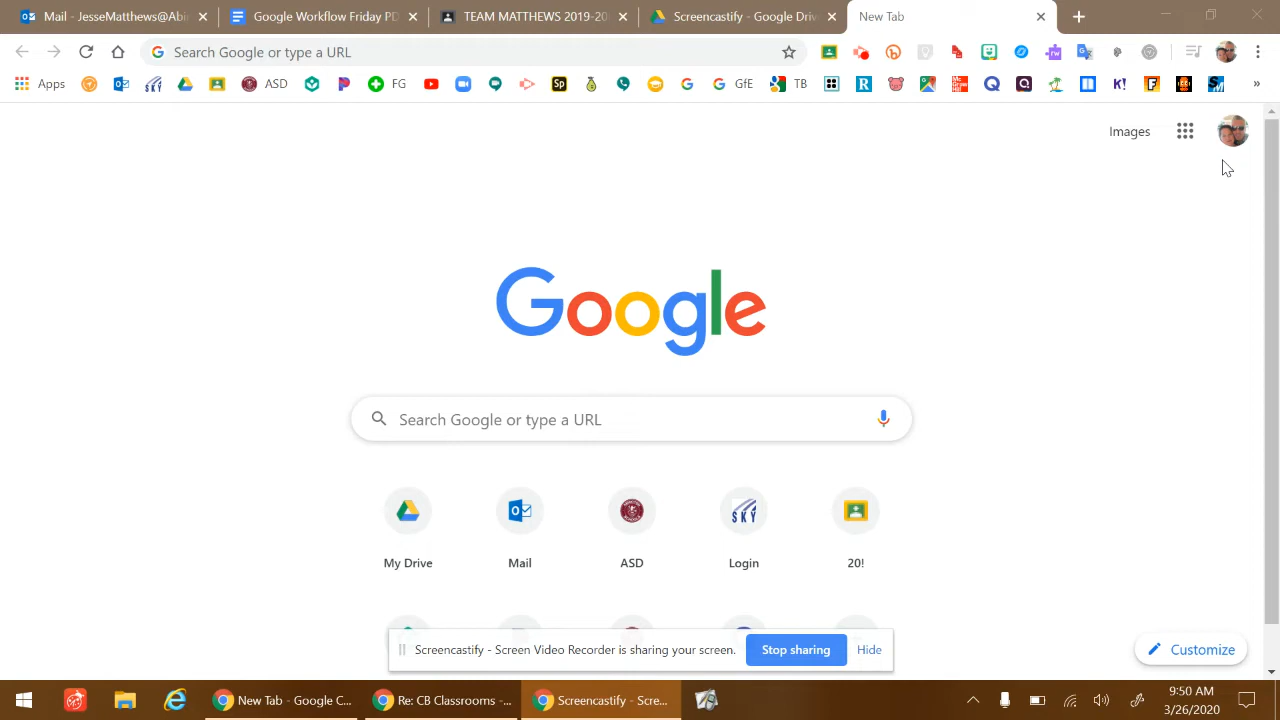 Mail - JesseMatthews@Abi
Google Workflow Friday PD
TEAM MATTHEWS 2019-20
Screencastify - Google Driv
New Tab
Search Google or type a URL
Apps
ASD
FG
Sp
GfE
TB
R
Q
K!
F
SM
»
Images
Google
Search Google or type a URL
SKY
My Drive
Mail
ASD
Login
20!
Screencastify - Screen Video Recorder is sharing your screen.
Stop sharing
Hide
Customize
New Tab - Google C...
Re: CB Classrooms -...
Screencastify - Scre...
9:50 AM
3/26/2020